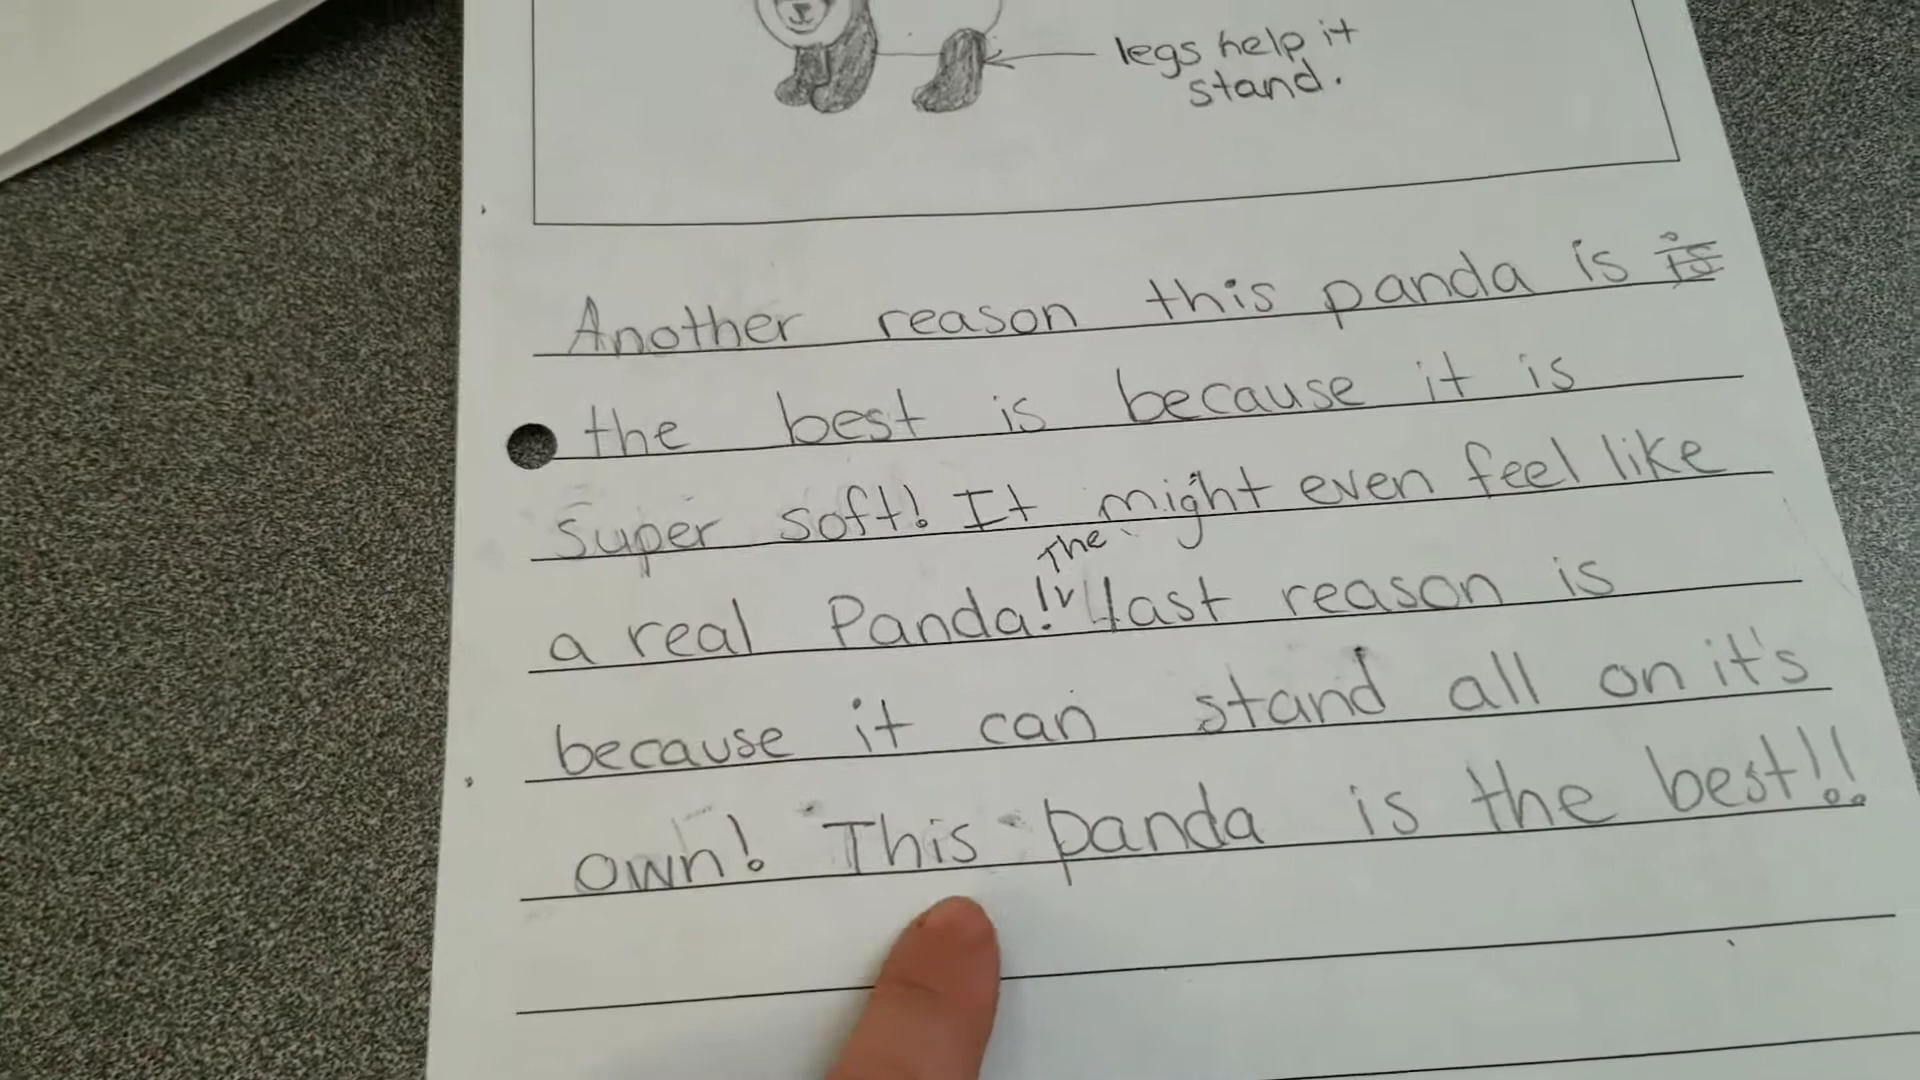 legs help it
stand.
Another reason this panda is is
the best is because it is
super soft! It might even feel like
The
a real Panda! last reason is
because it can stand all on it's
own! This panda is the best!!